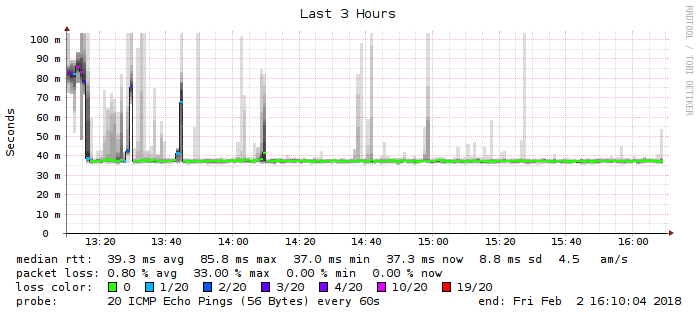 Last 3 Hours
RRDTOOL / TOBI OETIKER
Seconds
100 m
90 m
80 m
70 m
60 m
50 m
40 m
30 m
20 m
10 m
0
13:20 13:40 14:00 14:20 14:40 15:00 15:20 15:40 16:00
median rtt: 39.3 ms avg 85.8 ms max 37.0 ms min 37.3 ms now 8.8 ms sd 4.5 am/s
packet loss: 0.80 % avg 33.00 % max 0.00 % min 0.00 % now
loss color: 0 1/20 2/20 3/20 4/20 10/20 19/20
probe: 20 ICMP Echo Pings (56 Bytes) every 60s end: Fri Feb 2 16:10:04 2018